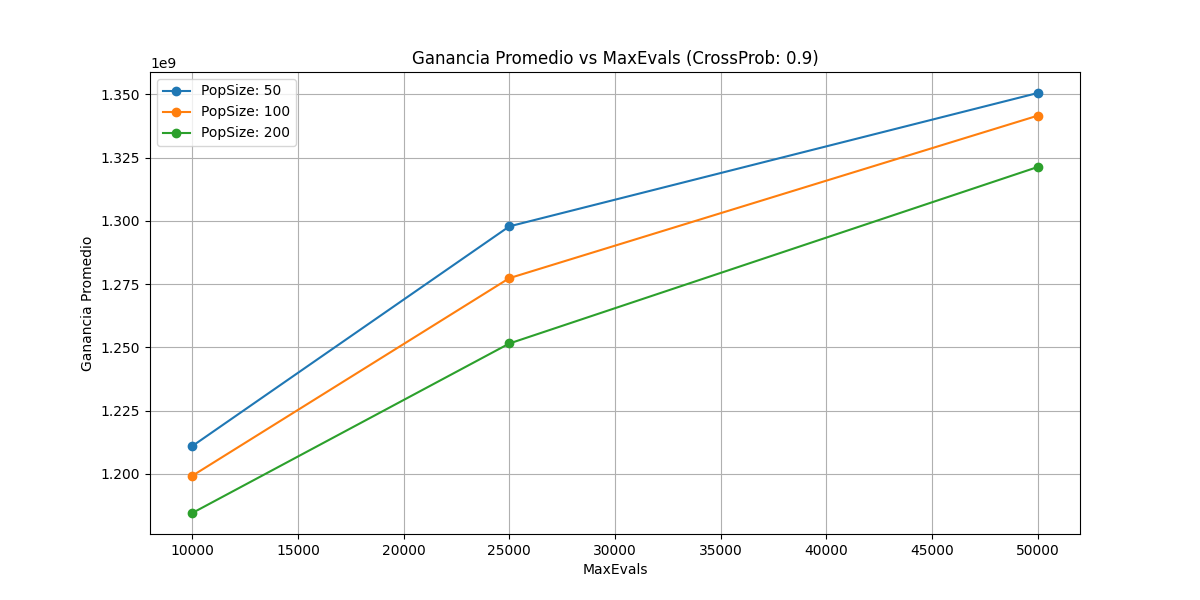 Ganancia Promedio vs MaxEvals (CrossProb: 0.9)
1e9
PopSize: 50
PopSize: 100
PopSize: 200
Ganancia Promedio
1.350
1.325
1.300
1.275
1.250
1.225
1.200
10000 15000 20000 25000 30000 35000 40000 45000 50000
MaxEvals